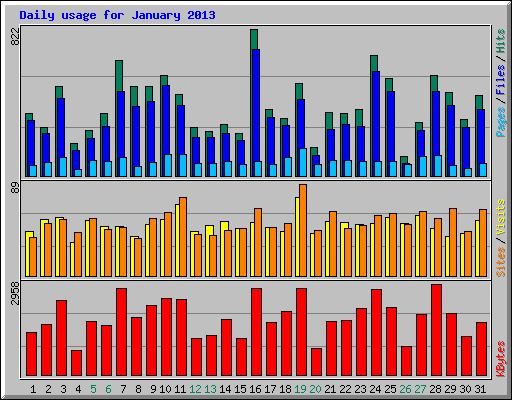 Daily usage for January 2013
822
Pages/Files/Hits
89
Sites/Visits
2958
KBytes
1 2 3 4 5 6 7 8 9 10 11 12 13 14 15 16 17 18 19 20 21 22 23 24 25 26 27 28 29 30 31